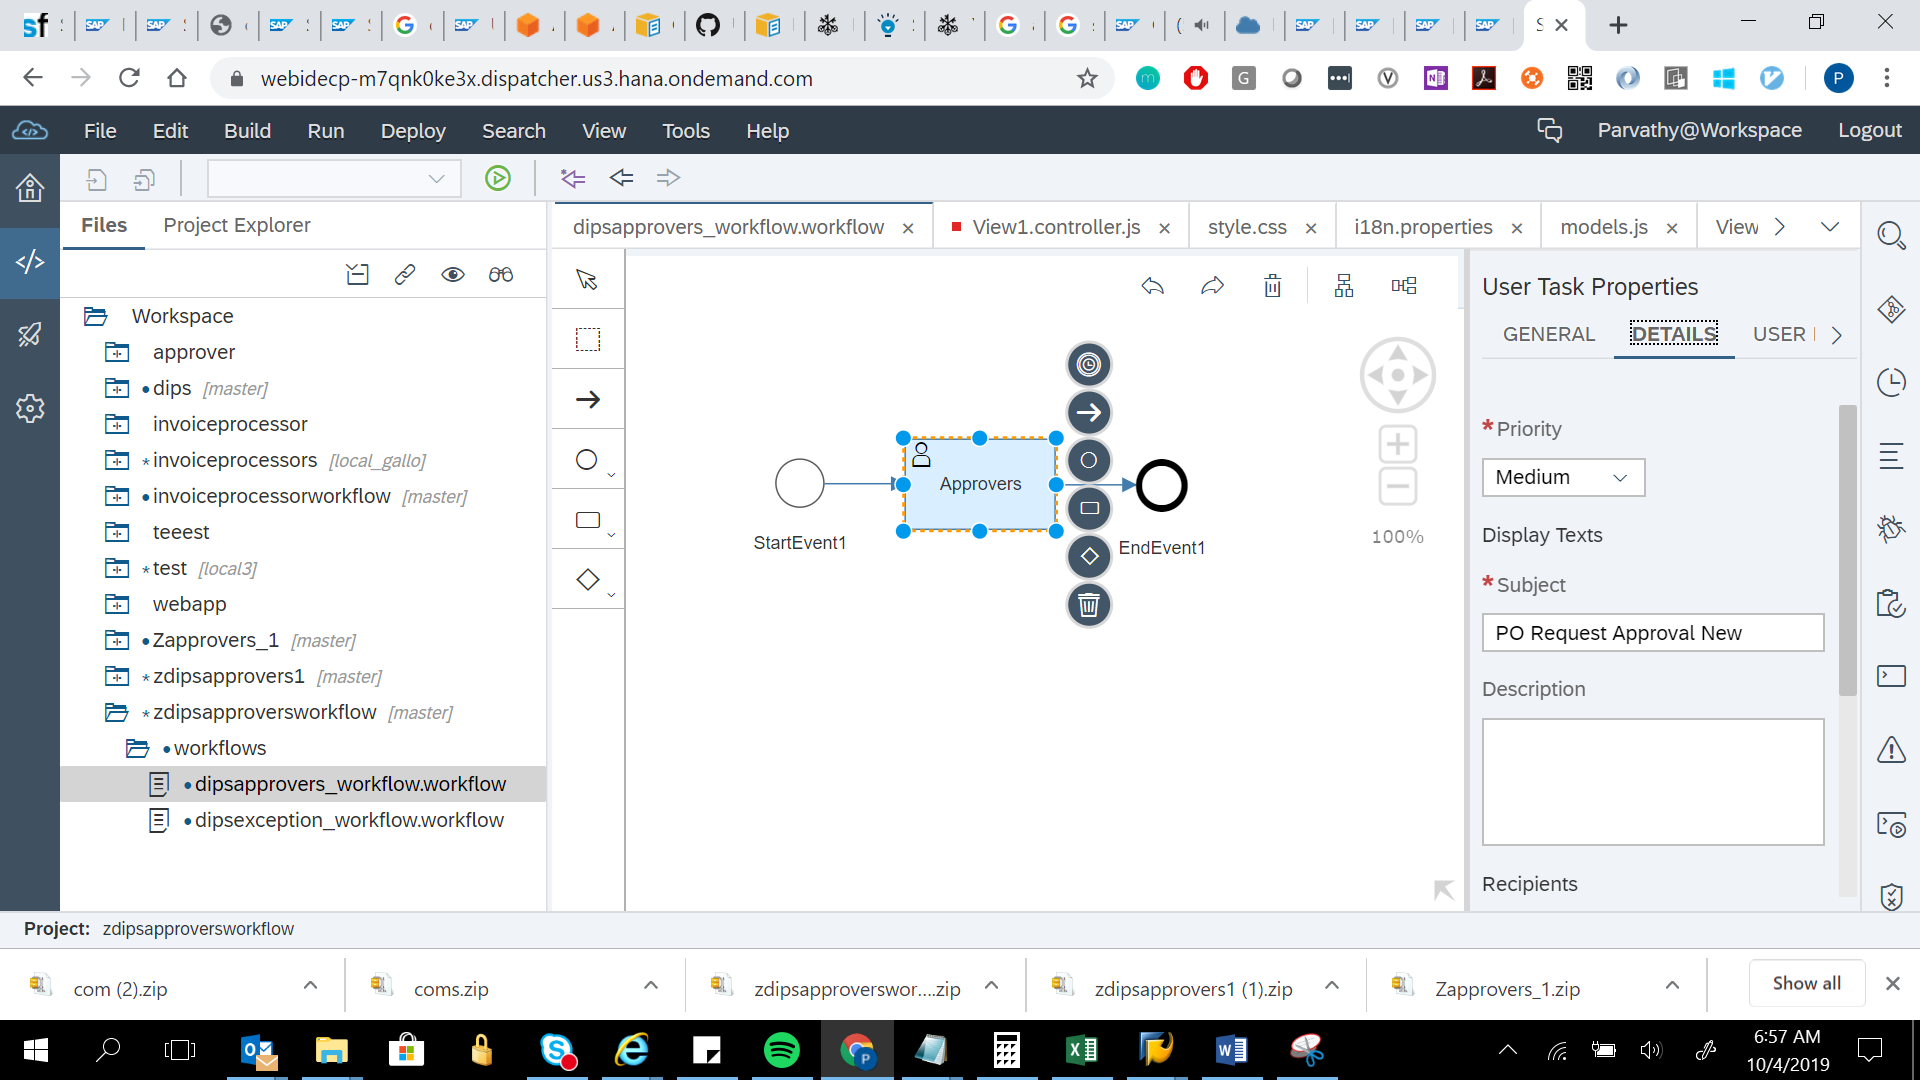 webidecp-m7qnk0ke3x.dispatcher.us3.hana.ondemand.com
File Edit Build Run Deploy Search View Tools Help Parvathy@Workspace Logout
Files Project Explorer
dipsapprovers_workflow.workflow View1.controller.js style.css i18n.properties models.js View
Workspace
approver
dips [master]
invoiceprocessor
*invoiceprocessors [local_gallo]
invoiceprocessorworkflow [master]
teeest
*test [local3]
webapp
Zapprovers_1 [master]
*zdipsapprovers1 [master]
*zdipsapproversworkflow [master]
workflows
dipsapprovers_workflow.workflow
dipsexception_workflow.workflow
StartEvent1
Approvers
EndEvent1
100%
User Task Properties
GENERAL DETAILS USER
*Priority
Medium
Display Texts
*Subject
PO Request Approval New
Description
Recipients
Project: zdipsapproversworkflow
com (2).zip coms.zip zdipsapproverswor....zip zdipsapprovers1 (1).zip Zapprovers_1.zip Show all
6:57 AM
10/4/2019